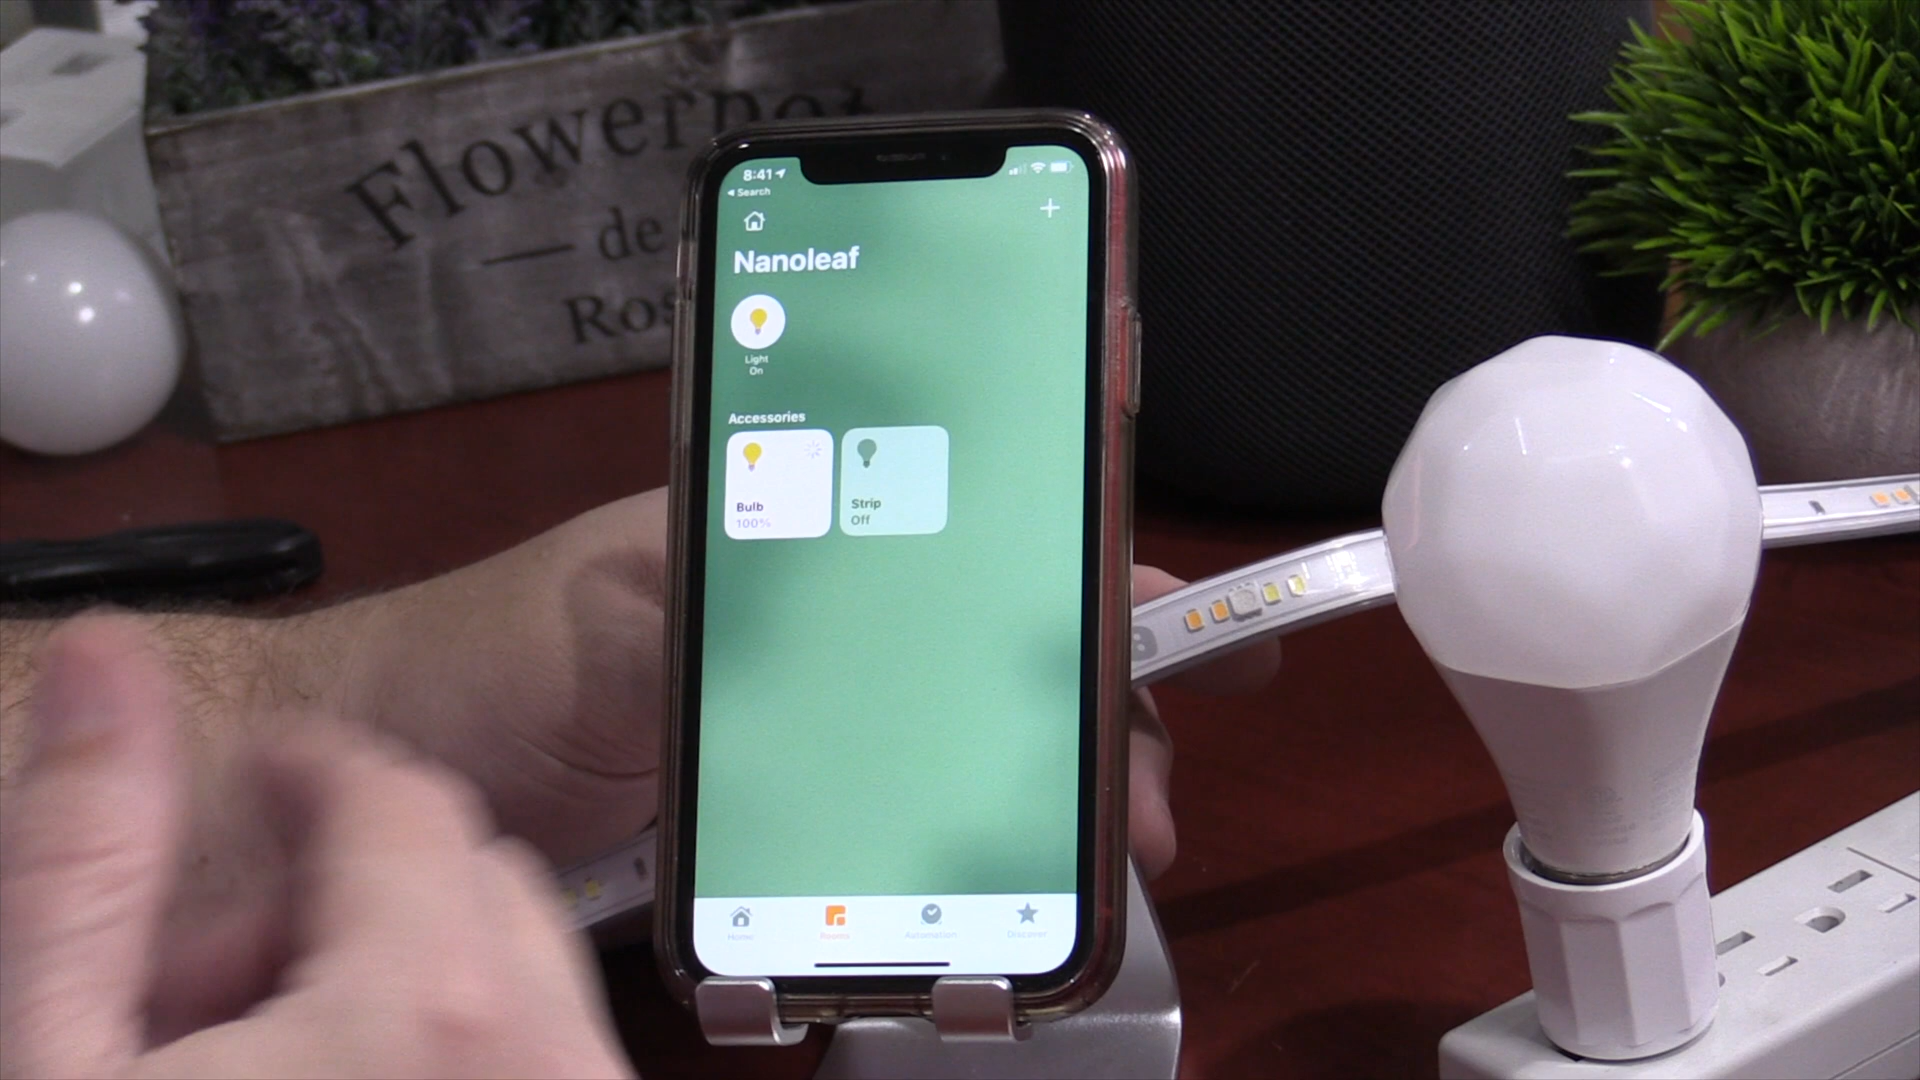 Flowerpot
de
Ros
8:41
Search
Nanoleaf
Light
On
Accessories
Bulb
100%
Strip
Off
Home
Rooms
Automation
Discover